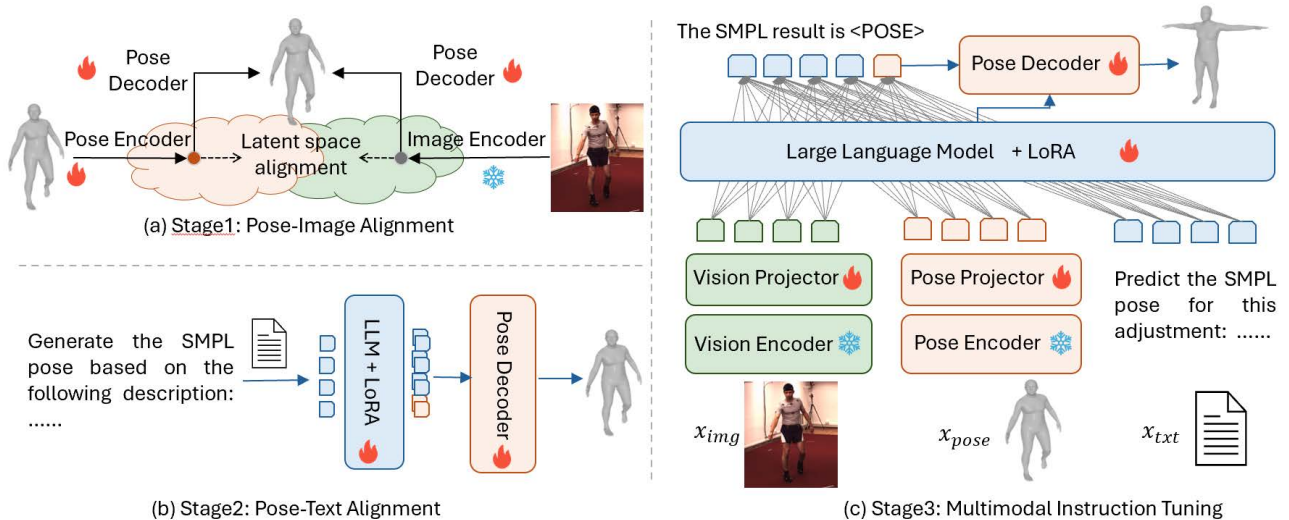 Pose
Decoder
Pose
Decoder
Pose Encoder
Latent space
alignment
Image Encoder
(a) Stage1: Pose-Image Alignment
Generate the SMPL
pose based on the
following description:
......
LLM + LoRA
Pose Decoder
(b) Stage2: Pose-Text Alignment
The SMPL result is <POSE>
Pose Decoder
Large Language Model + LoRA
Vision Projector
Pose Projector
Predict the SMPL
pose for this
adjustment: ......
Vision Encoder
Pose Encoder
x_img
x_pose
x_txt
(c) Stage3: Multimodal Instruction Tuning